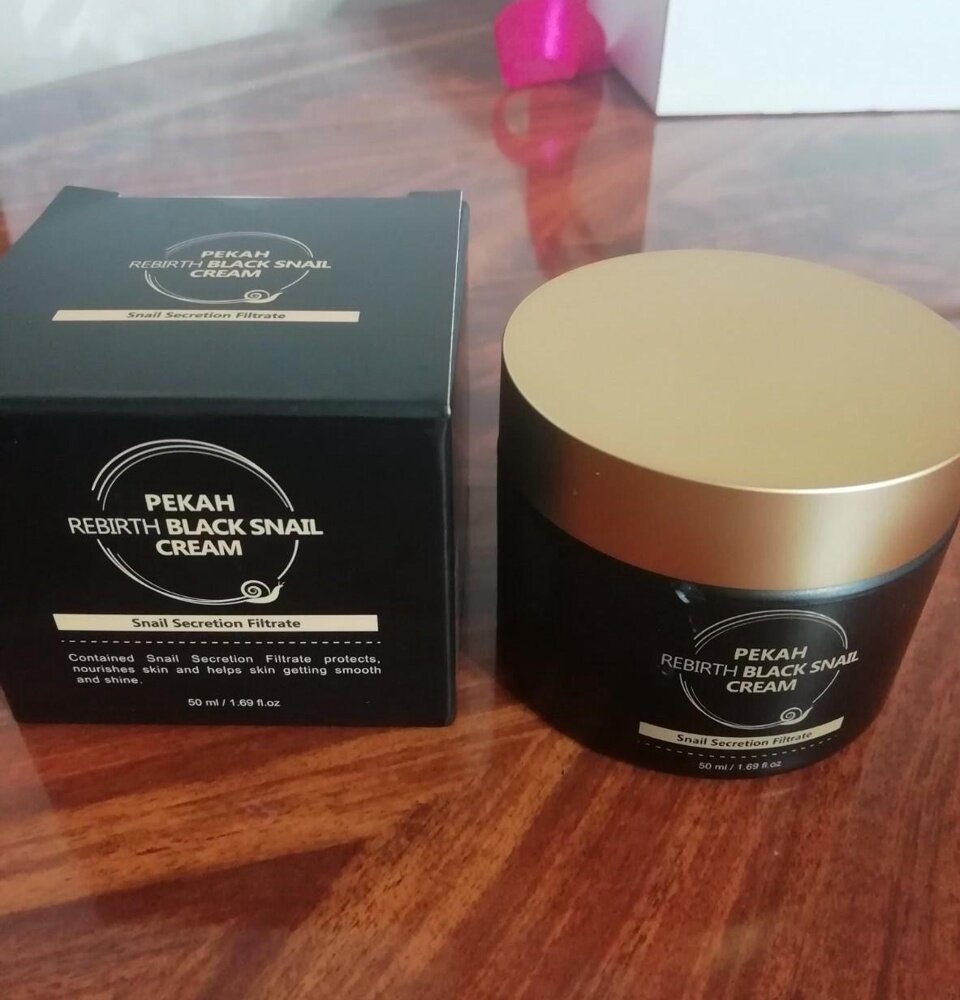 PEKAH
REBIRTH BLACK SNAIL
CREAM
Snail Secretion Filtrate
PEKAH
REBIRTH BLACK SNAIL
CREAM
Snail Secretion Filtrate
Contained Snail Secretion Filtrate protects,
nourishes skin and helps skin getting smooth
and shine.
50 ml / 1.69 fl.oz
PEKAH
REBIRTH BLACK SNAIL
CREAM
Snail Secretion Filtrate
50 ml / 1.69 fl.oz